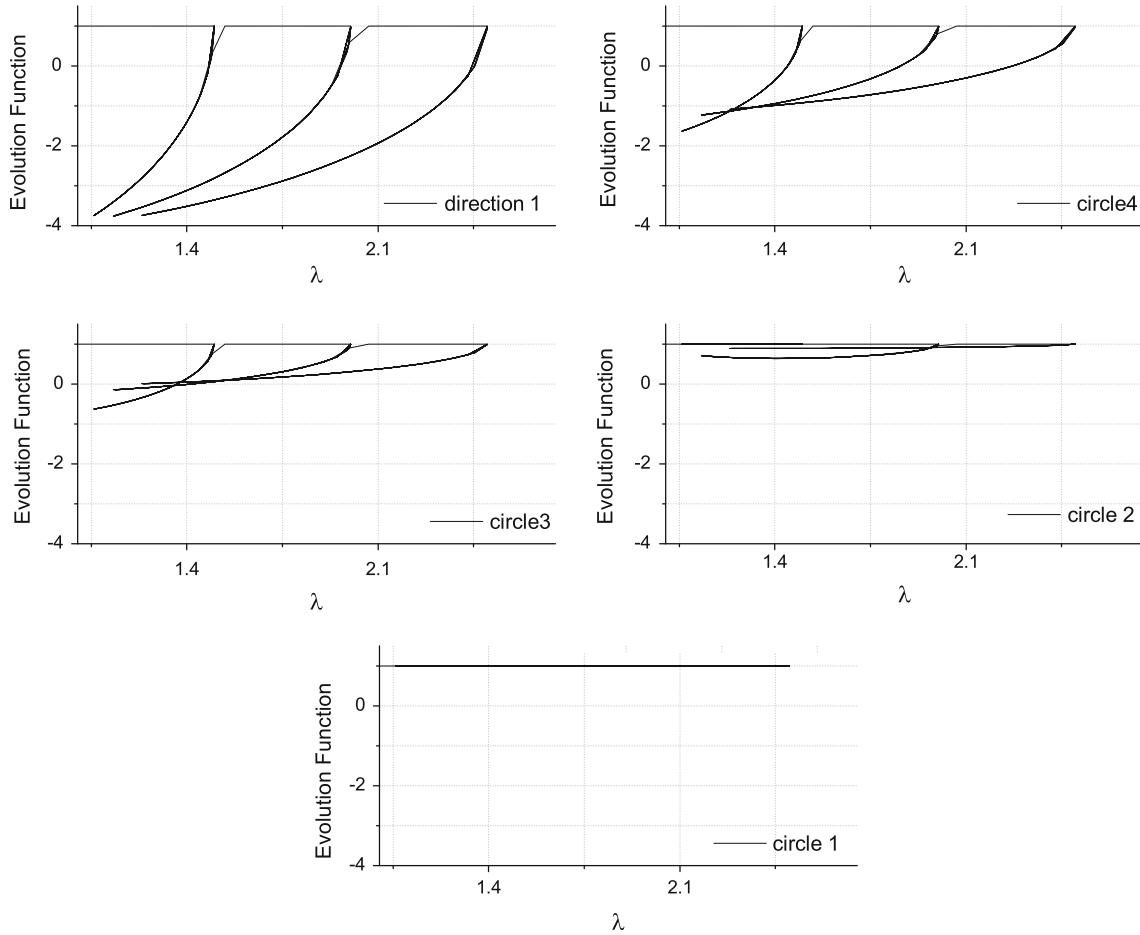 Evolution Function
0
-2
-4
1.4
2.1
λ
direction 1
Evolution Function
0
-2
-4
1.4
2.1
λ
circle4
Evolution Function
0
-2
-4
1.4
2.1
λ
circle3
Evolution Function
0
-2
-4
1.4
2.1
λ
circle 2
Evolution Function
0
-2
-4
1.4
2.1
λ
circle 1